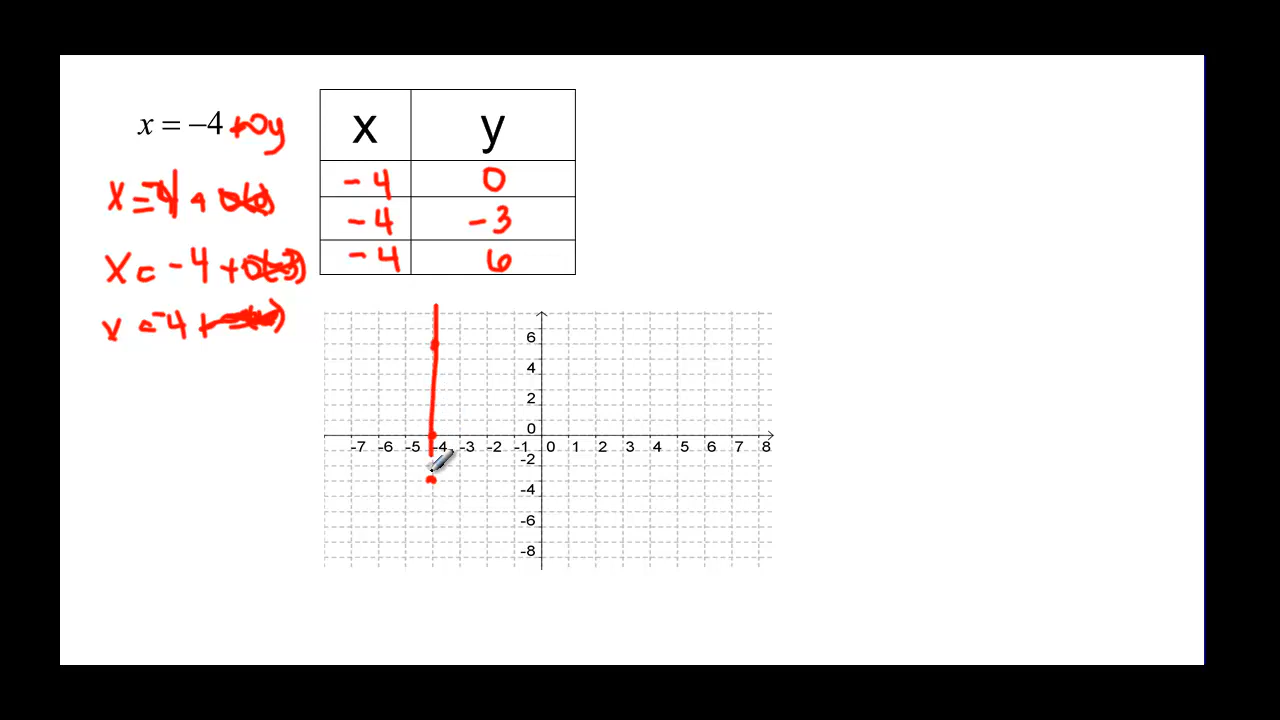 x = −4 +0y
x = -4 +
x = -4 +
x = -4 +
x y
-4 0
-4 -3
-4 6
6
4
2
0
-7 -6 -5 -4 -3 -2 -1 0 1 2 3 4 5 6 7 8
-2
-4
-6
-8